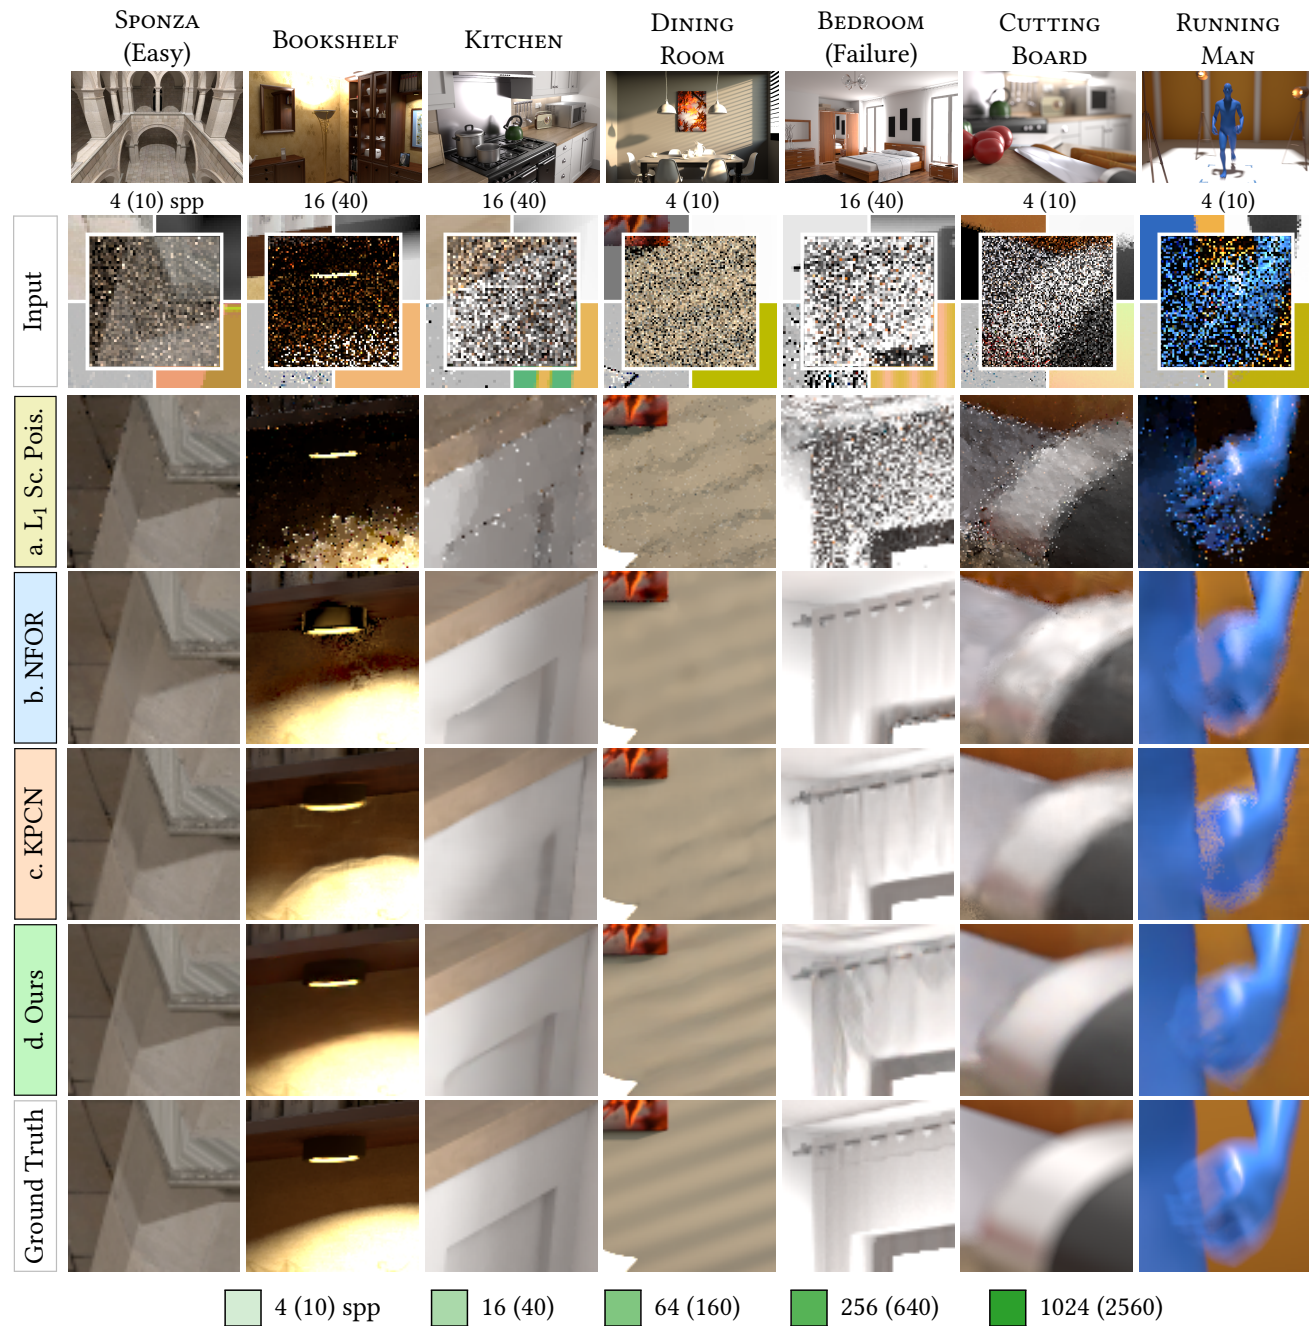 SPONZA
(Easy)
BOOKSHELF
KITCHEN
DINING
ROOM
BEDROOM
(Failure)
CUTTING
BOARD
RUNNING
MAN
4 (10) spp
16 (40)
16 (40)
4 (10)
16 (40)
4 (10)
4 (10)
Input
a. L₁ Sc. Pois.
b. NFOR
c. KPCN
d. Ours
Ground Truth
4 (10) spp
16 (40)
64 (160)
256 (640)
1024 (2560)